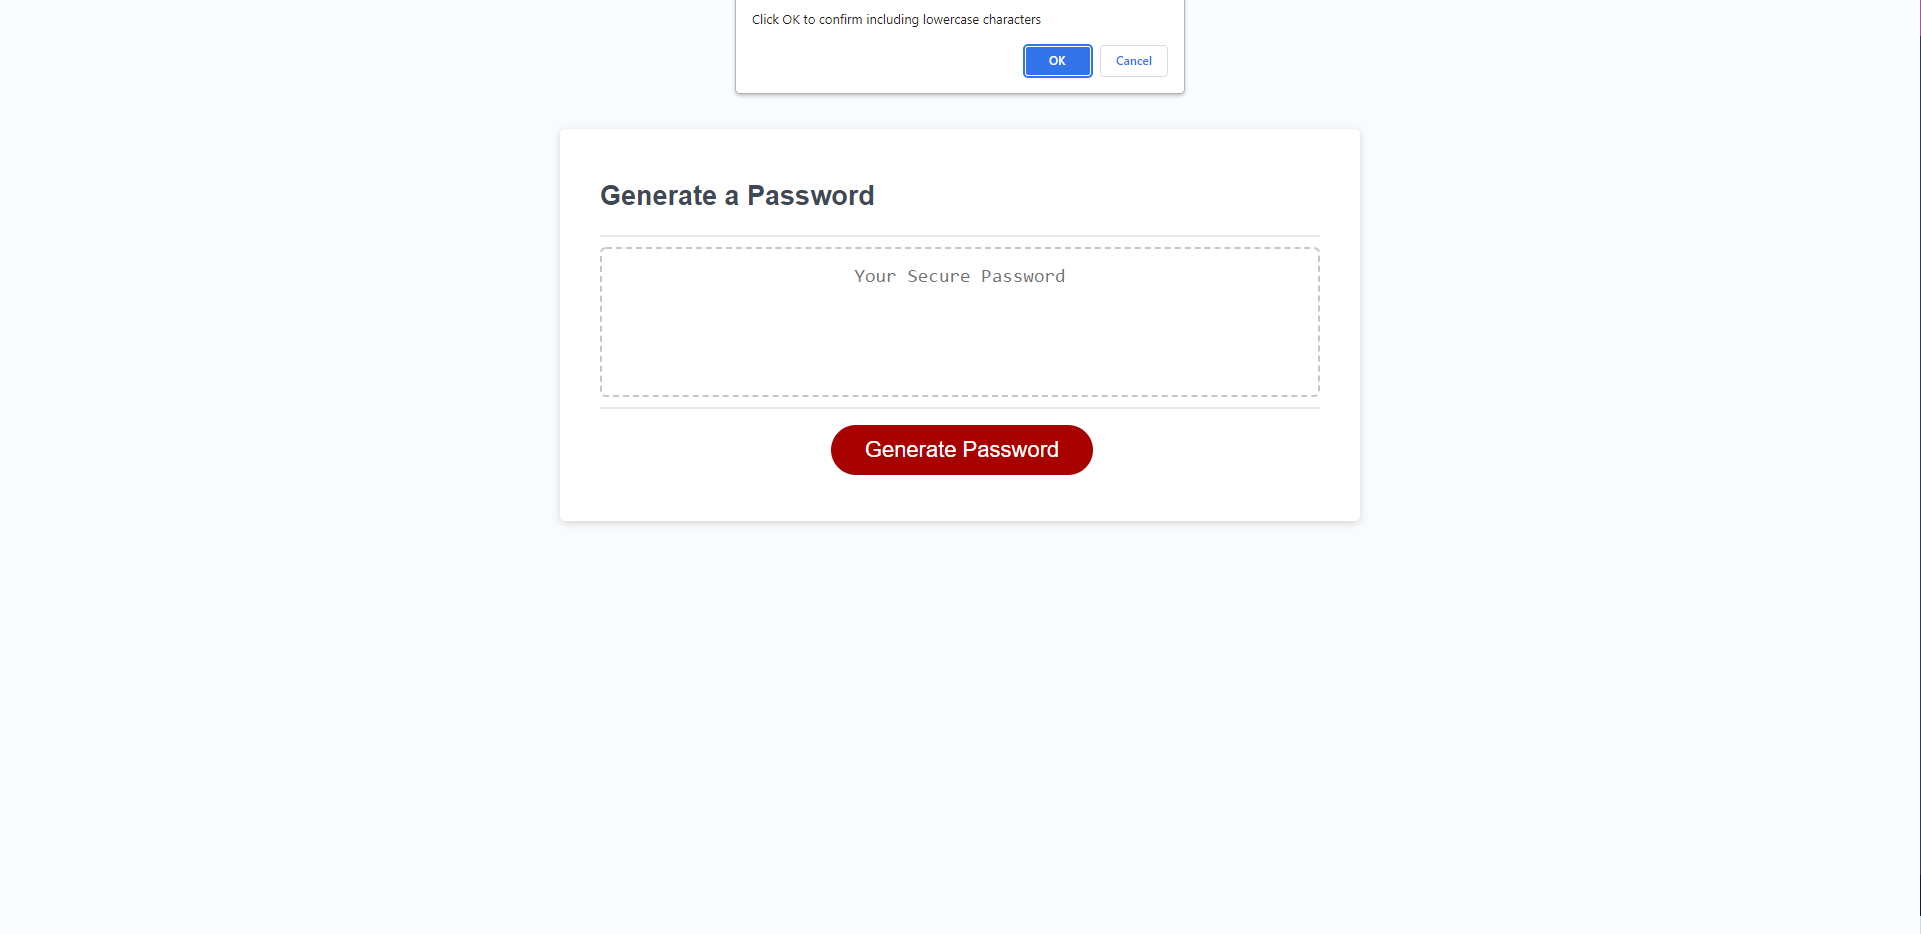 Click OK to confirm including lowercase characters
OK Cancel
Generate a Password
Your Secure Password
Generate Password